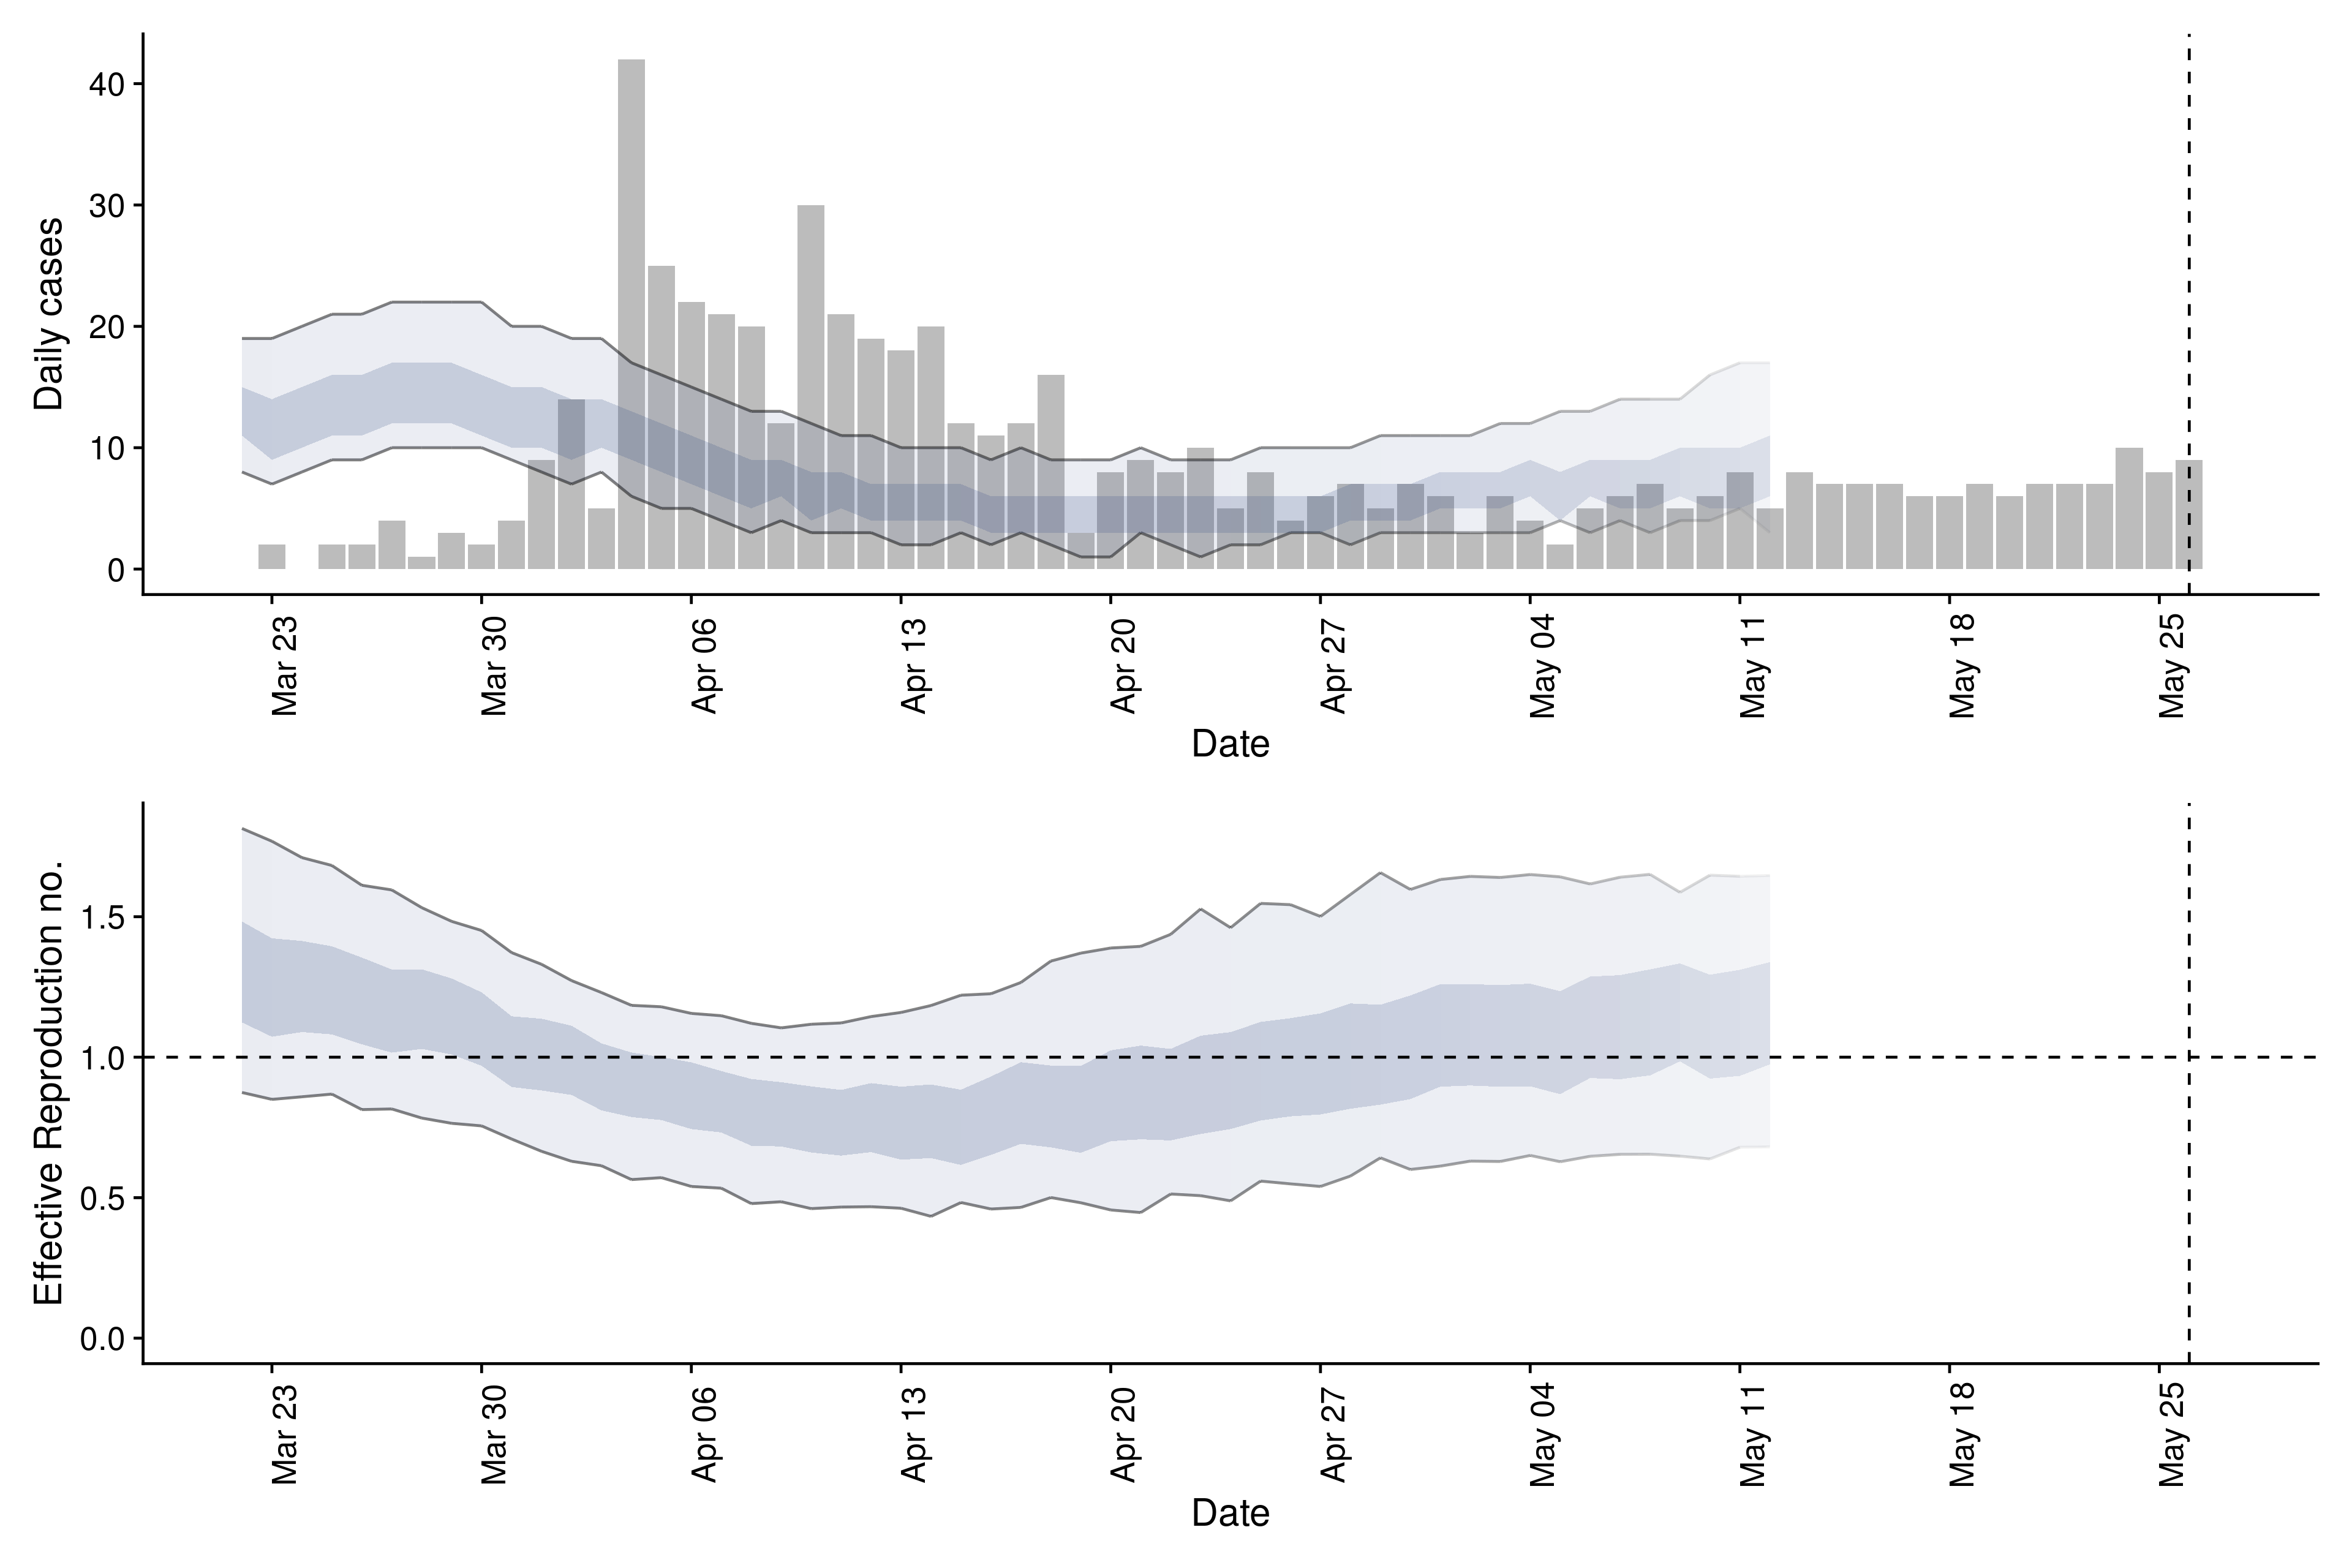 Daily cases
40
30
20
10
0
Mar 23
Mar 30
Apr 06
Apr 13
Apr 20
Apr 27
May 04
May 11
May 18
May 25
Date
Effective Reproduction no.
1.5
1.0
0.5
0.0
Mar 23
Mar 30
Apr 06
Apr 13
Apr 20
Apr 27
May 04
May 11
May 18
May 25
Date